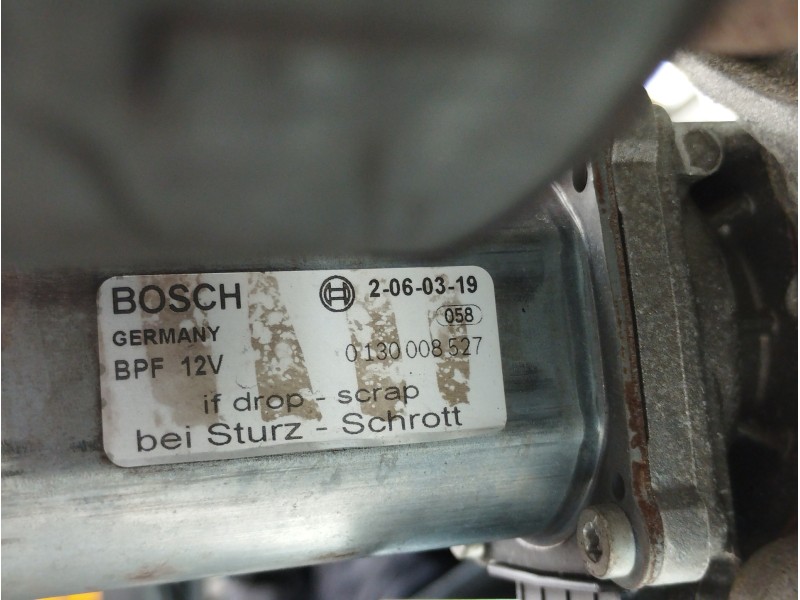 BOSCH 2-06-03-19
GERMANY 058
BPF 12V 0 130 008 527
if drop - scrap
bei Sturz - Schrott